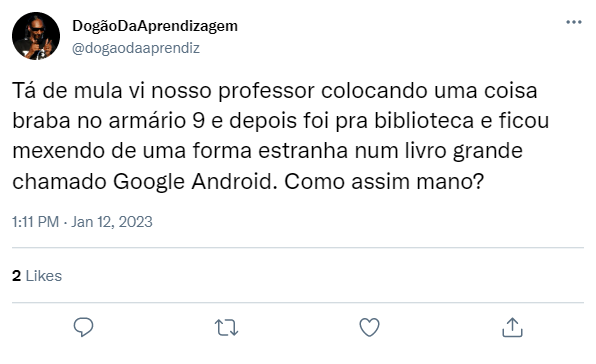 DogãoDaAprendizagem
@dogaodaaprendiz
Tá de mula vi nosso professor colocando uma coisa
braba no armário 9 e depois foi pra biblioteca e ficou
mexendo de uma forma estranha num livro grande
chamado Google Android. Como assim mano?
1:11 PM · Jan 12, 2023
2 Likes